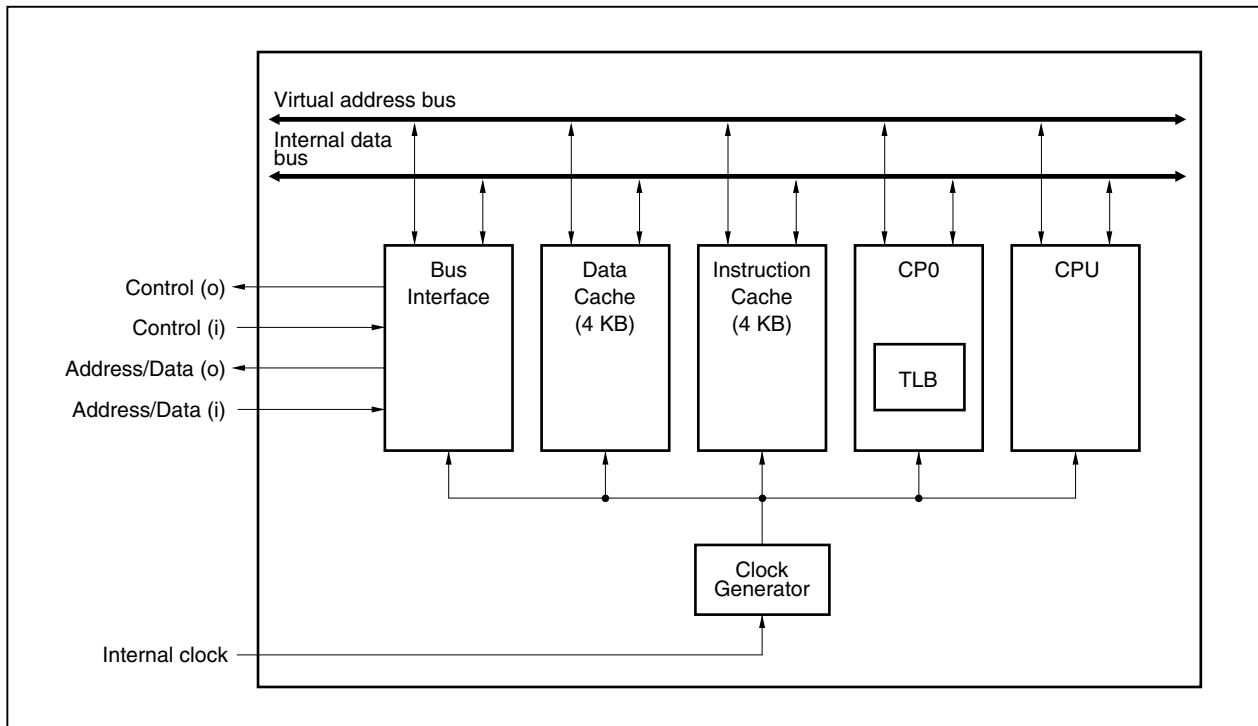 Virtual address bus
Internal data
bus
Bus
Interface
Data
Cache
(4 KB)
Instruction
Cache
(4 KB)
CP0
TLB
CPU
Control (o)
Control (i)
Address/Data (o)
Address/Data (i)
Clock
Generator
Internal clock